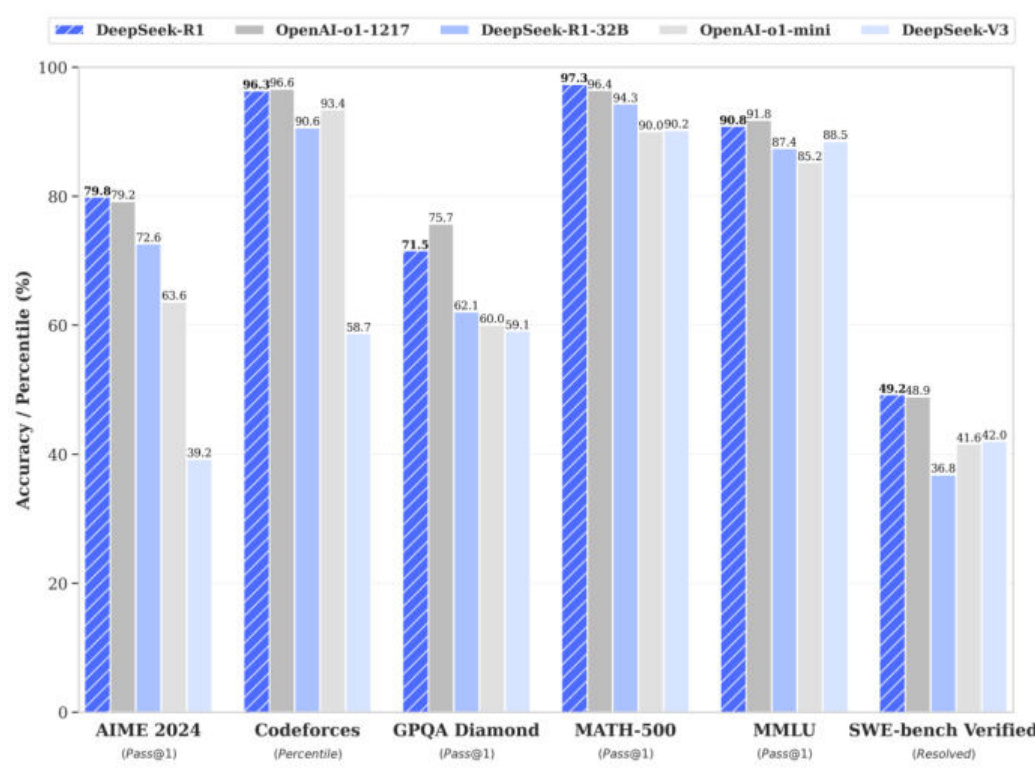 DeepSeek-R1 OpenAI-o1-1217 DeepSeek-R1-32B OpenAI-o1-mini DeepSeek-V3
Accuracy / Percentile (%)
100
80
60
40
20
0
79.8 79.2 72.6 63.6 39.2
96.3 96.6 90.6 93.4 58.7
71.5 75.7 62.1 60.0 59.1
97.3 96.4 94.3 90.0 90.2
90.8 91.8 87.4 85.2 88.5
49.2 48.9 36.8 41.6 42.0
AIME 2024 Codeforces GPQA Diamond MATH-500 MMLU SWE-bench Verified
(Pass@1) (Percentile) (Pass@1) (Pass@1) (Pass@1) (Resolved)